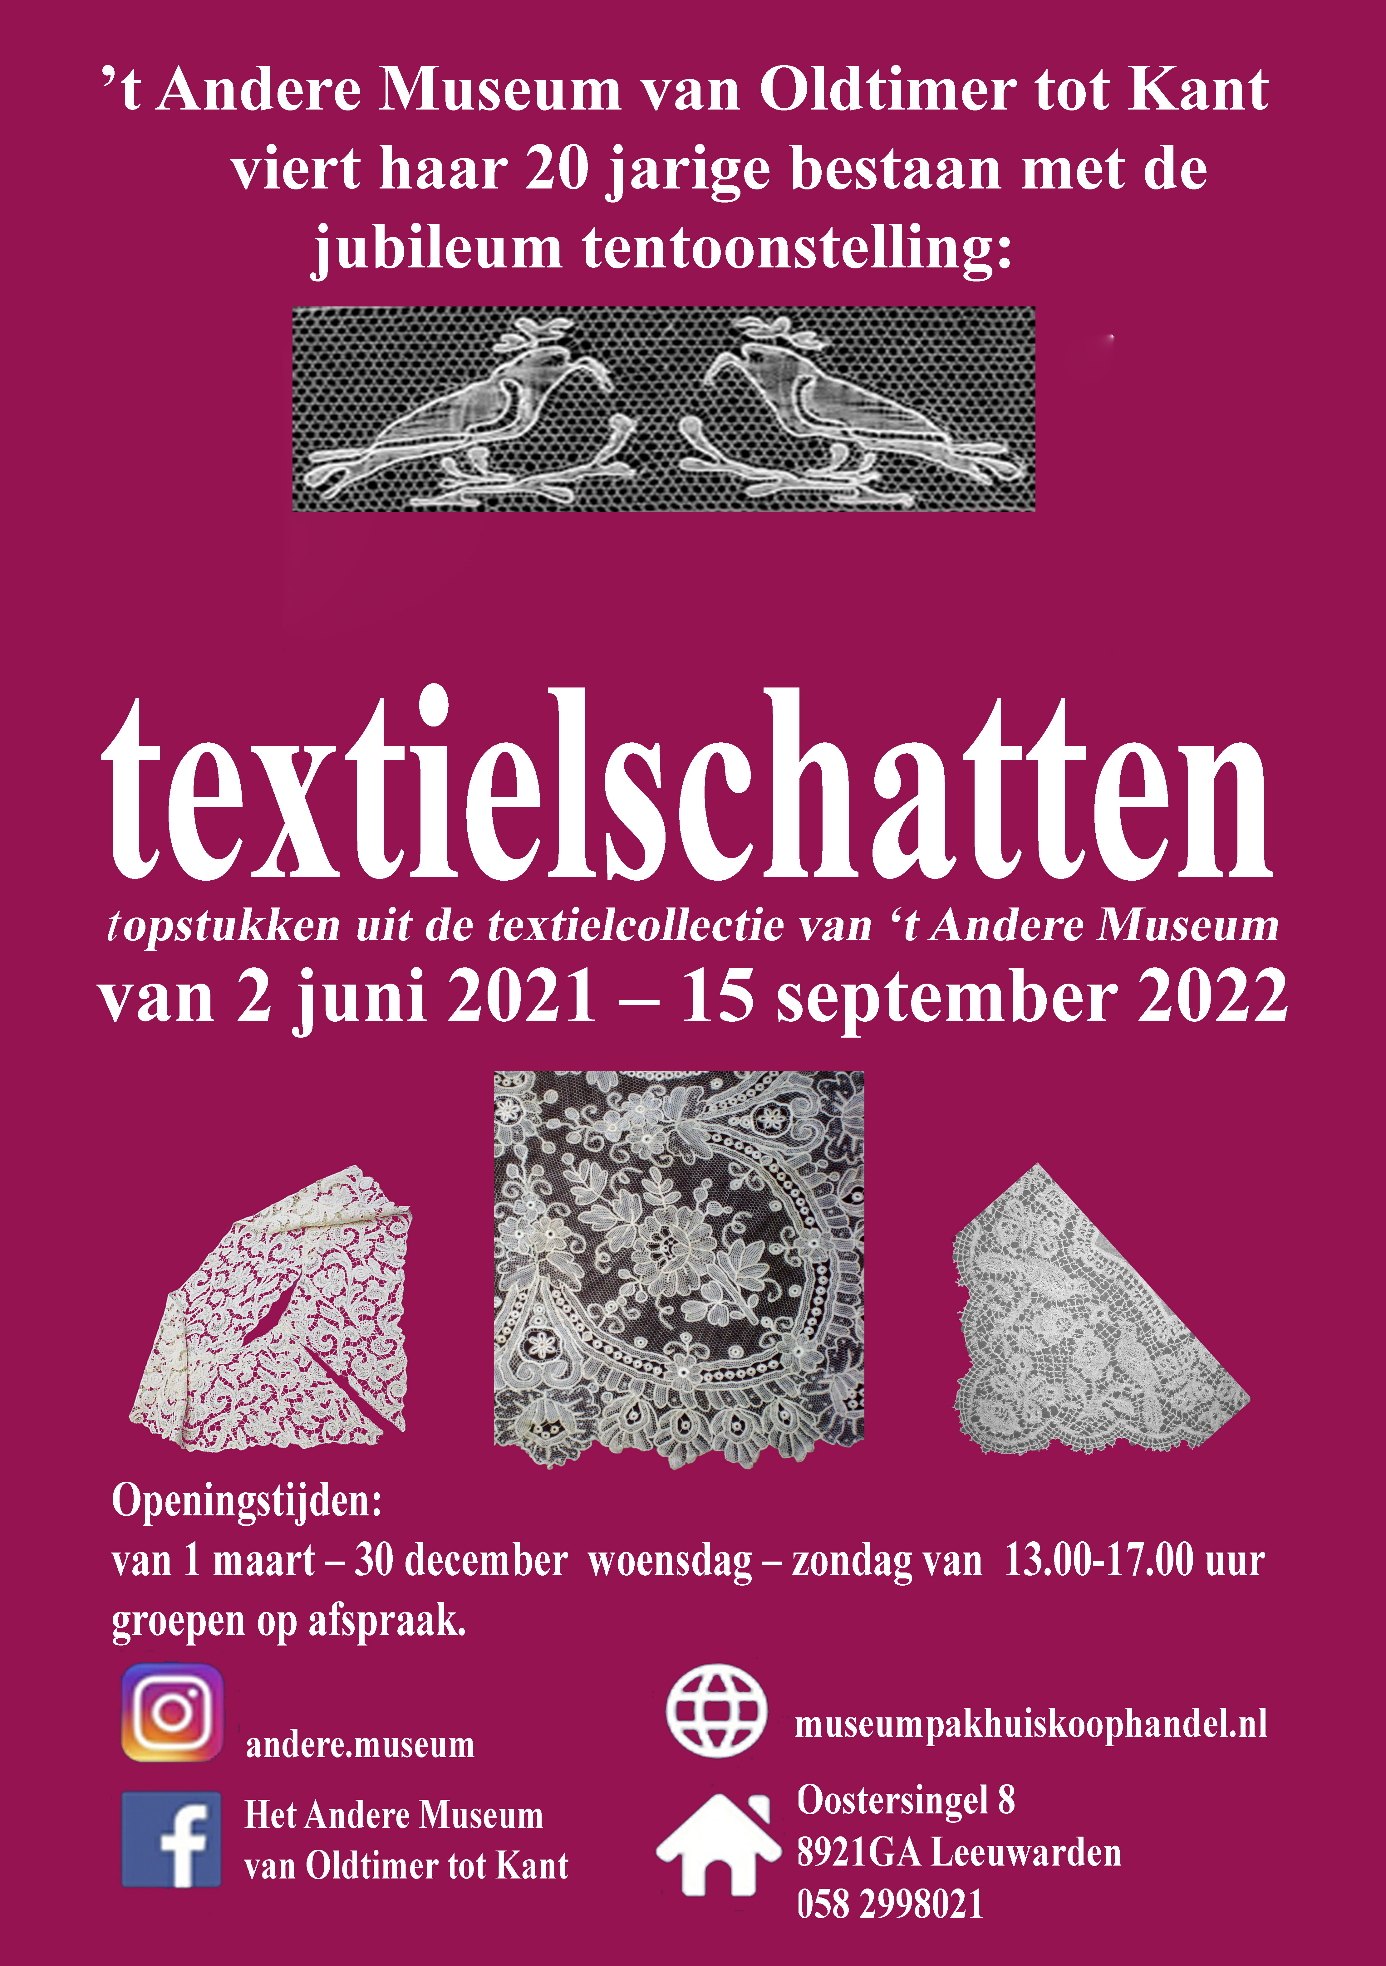 ’t Andere Museum van Oldtimer tot Kant
viert haar 20 jarige bestaan met de
jubileum tentoonstelling:
textielschatten
topstukken uit de textielcollectie van ‘t Andere Museum
van 2 juni 2021 – 15 september 2022
Openingstijden:
van 1 maart – 30 december woensdag – zondag van 13.00-17.00 uur
groepen op afspraak.
andere.museum
museumpakhuiskoophandel.nl
Het Andere Museum
van Oldtimer tot Kant
Oostersingel 8
8921GA Leeuwarden
058 2998021